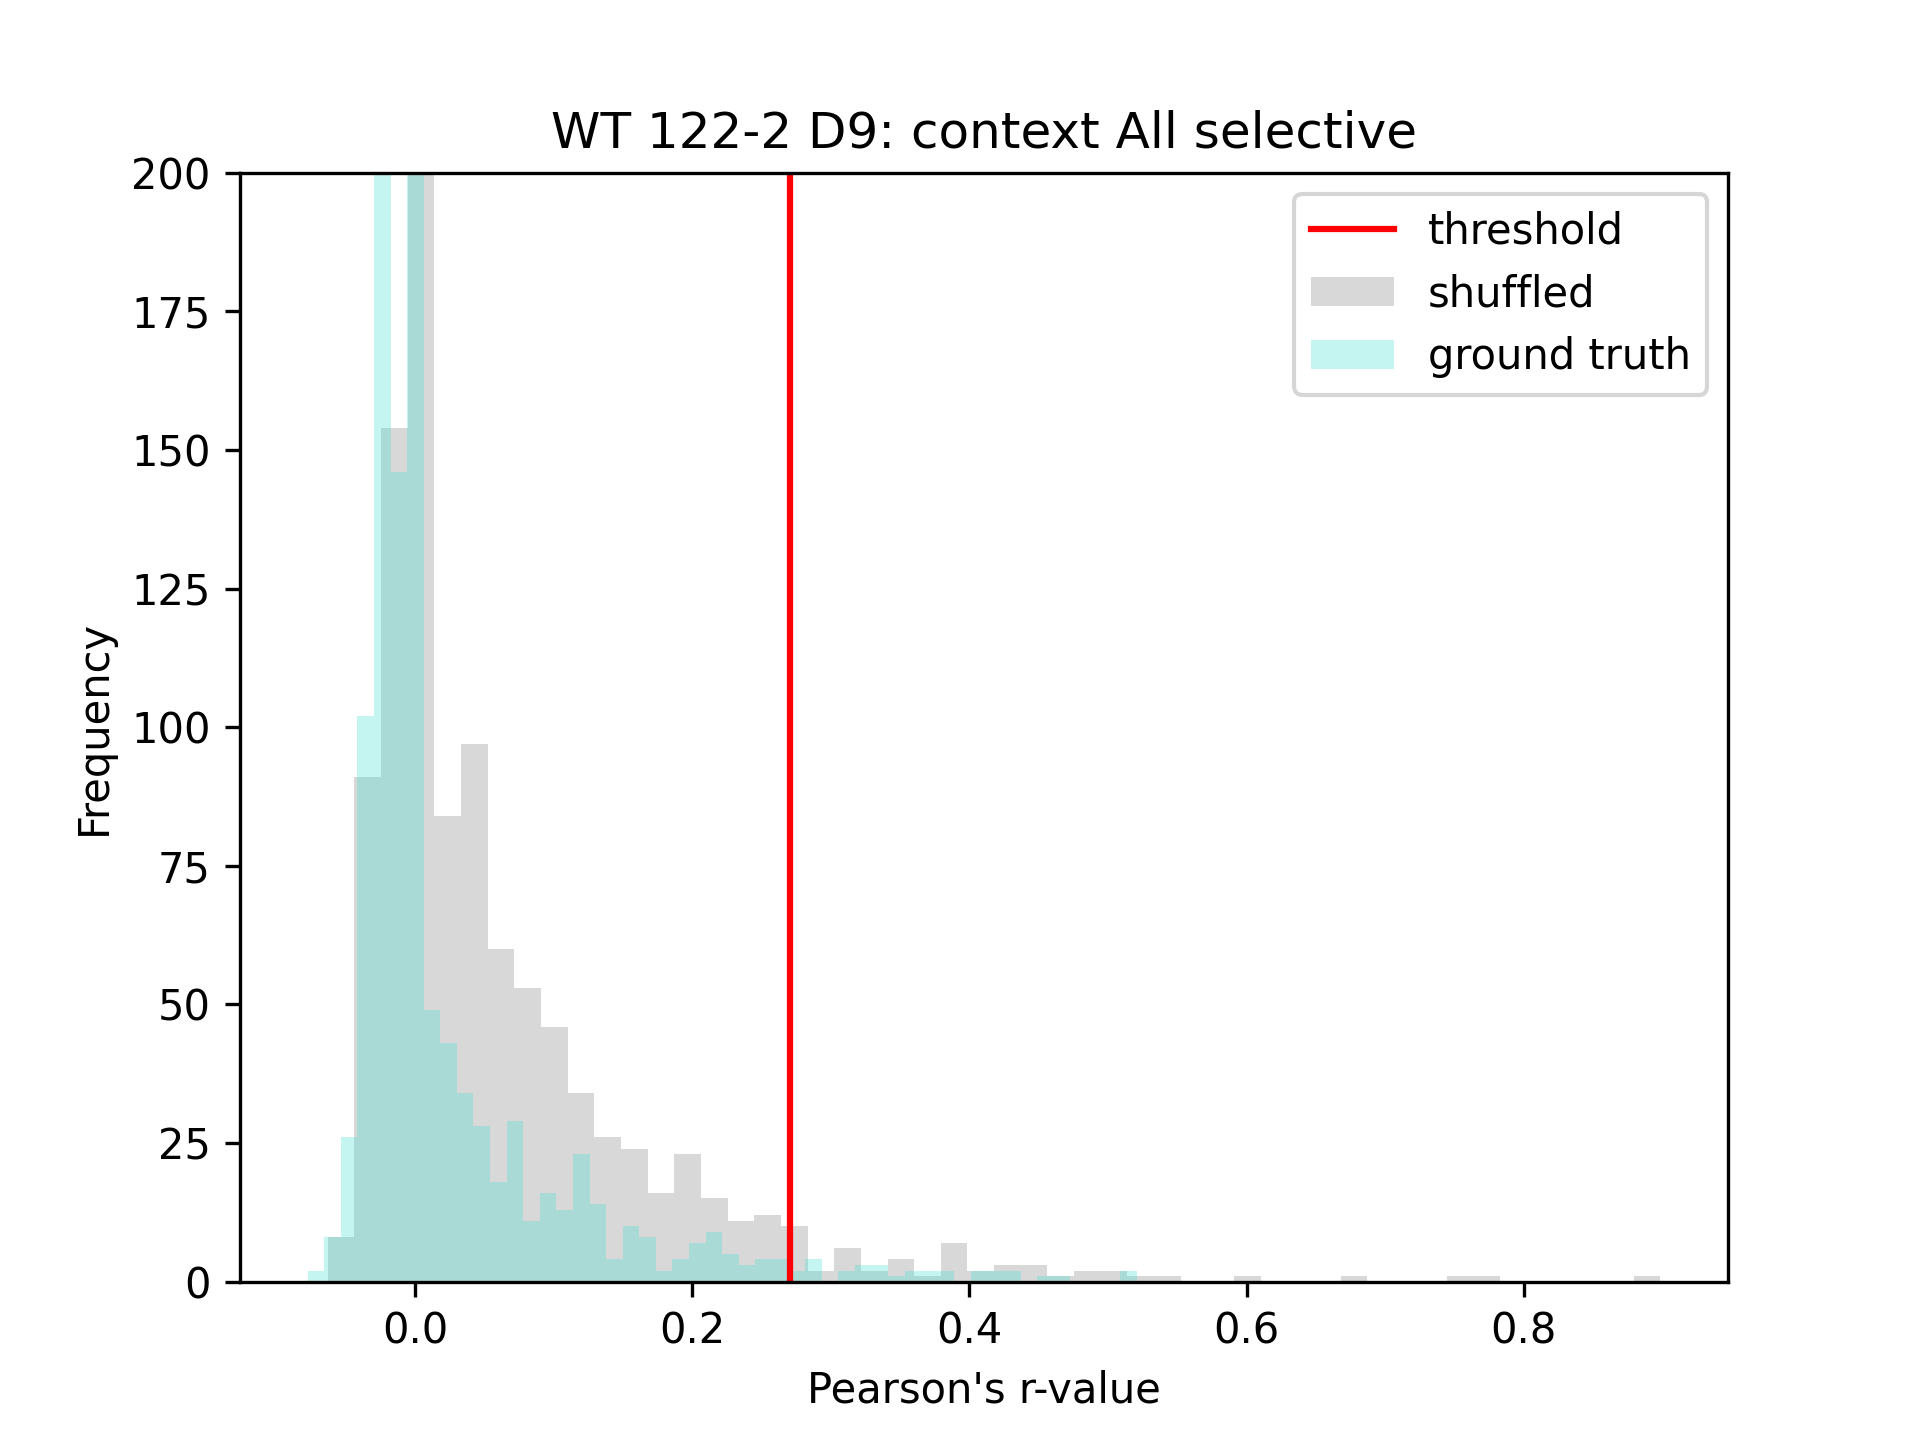 WT 122-2 D9: context All selective
200
175
150
125
100
75
50
25
0
Frequency
threshold
shuffled
ground truth
0.0 0.2 0.4 0.6 0.8
Pearson's r-value